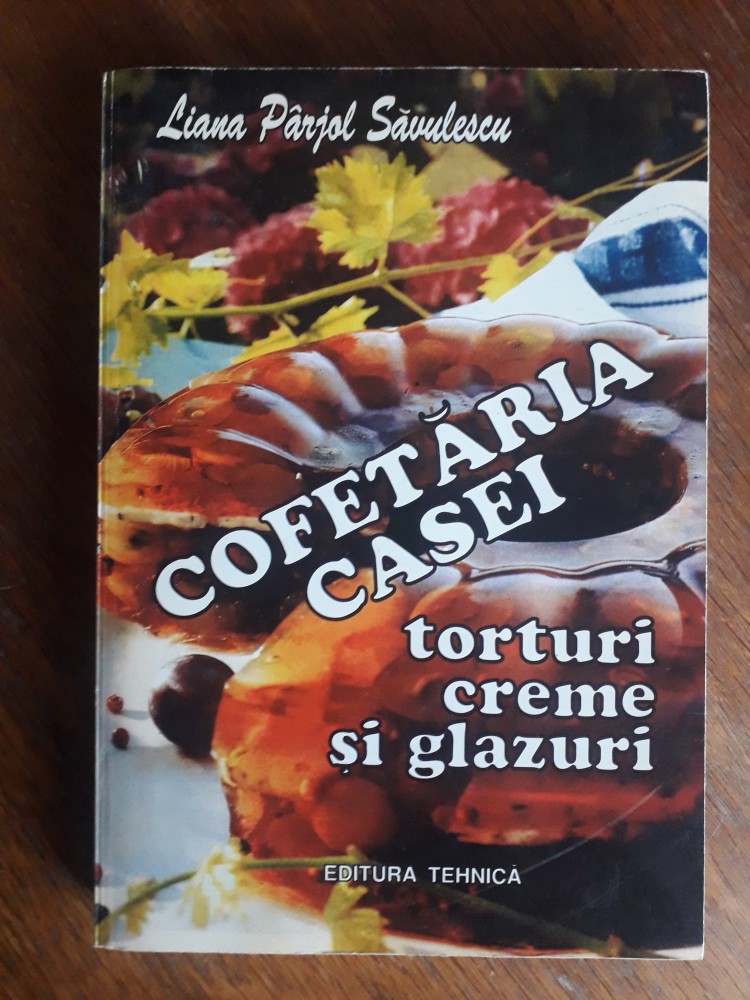 Liana Pârjol Săvulescu
COFETĂRIA
CASEI
torturi
creme
și glazuri
EDITURA TEHNICĂ